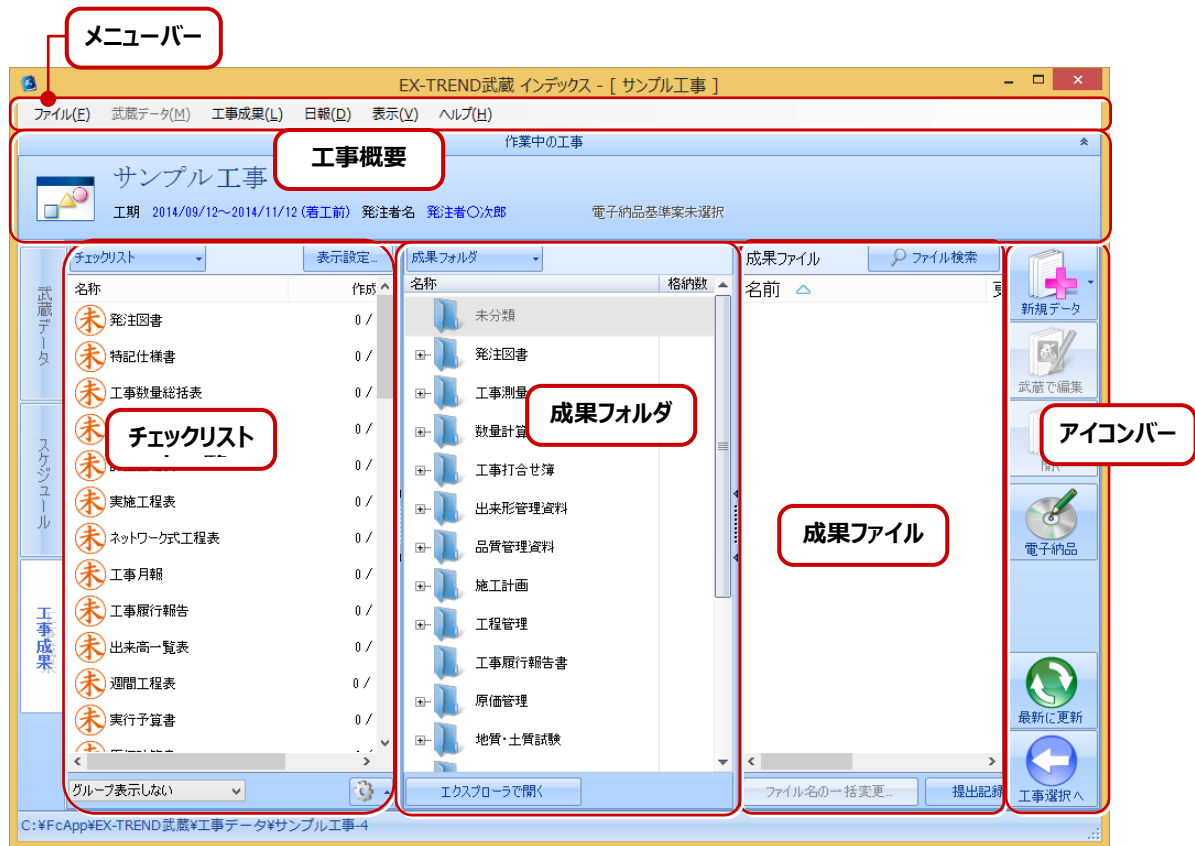 メニューバー
EX-TREND武蔵 インデックス - [ サンプル工事 ]
ファイル(F) 武蔵データ(M) 工事成果(L) 日報(D) 表示(V) ヘルプ(H)
作業中の工事
工事概要
サンプル工事
工期 2014/09/12～2014/11/12(着工前) 発注者名 発注者〇次郎 電子納品基準案未選択
武蔵データ
スケジュール
工事成果
チェックリスト 表示設定...
名称 作成
発注図書 0 /
特記仕様書 0 /
工事数量総括表 0 /
0 /
0 /
実施工程表 0 /
ネットワーク式工程表 0 /
工事月報 0 /
工事履行報告 0 /
出来高一覧表 0 /
週間工程表 0 /
実行予算書 0 /
未
未
未
未
未
未
未
未
未
未
未
未
チェックリスト
グループ表示しない
成果フォルダ
名称 格納数
未分類
発注図書
工事測量
数量計算
工事打合せ簿
出来形管理資料
品質管理資料
施工計画
工程管理
工事履行報告書
原価管理
地質・土質試験
成果フォルダ
エクスプローラで開く
成果ファイル ファイル検索
名前
成果ファイル
ファイル名の一括変更... 提出記録
新規データ
武蔵で編集
アイコンバー
電子納品
最新に更新
工事選択へ
C:¥FcApp¥EX-TREND武蔵¥工事データ¥サンプル工事-4